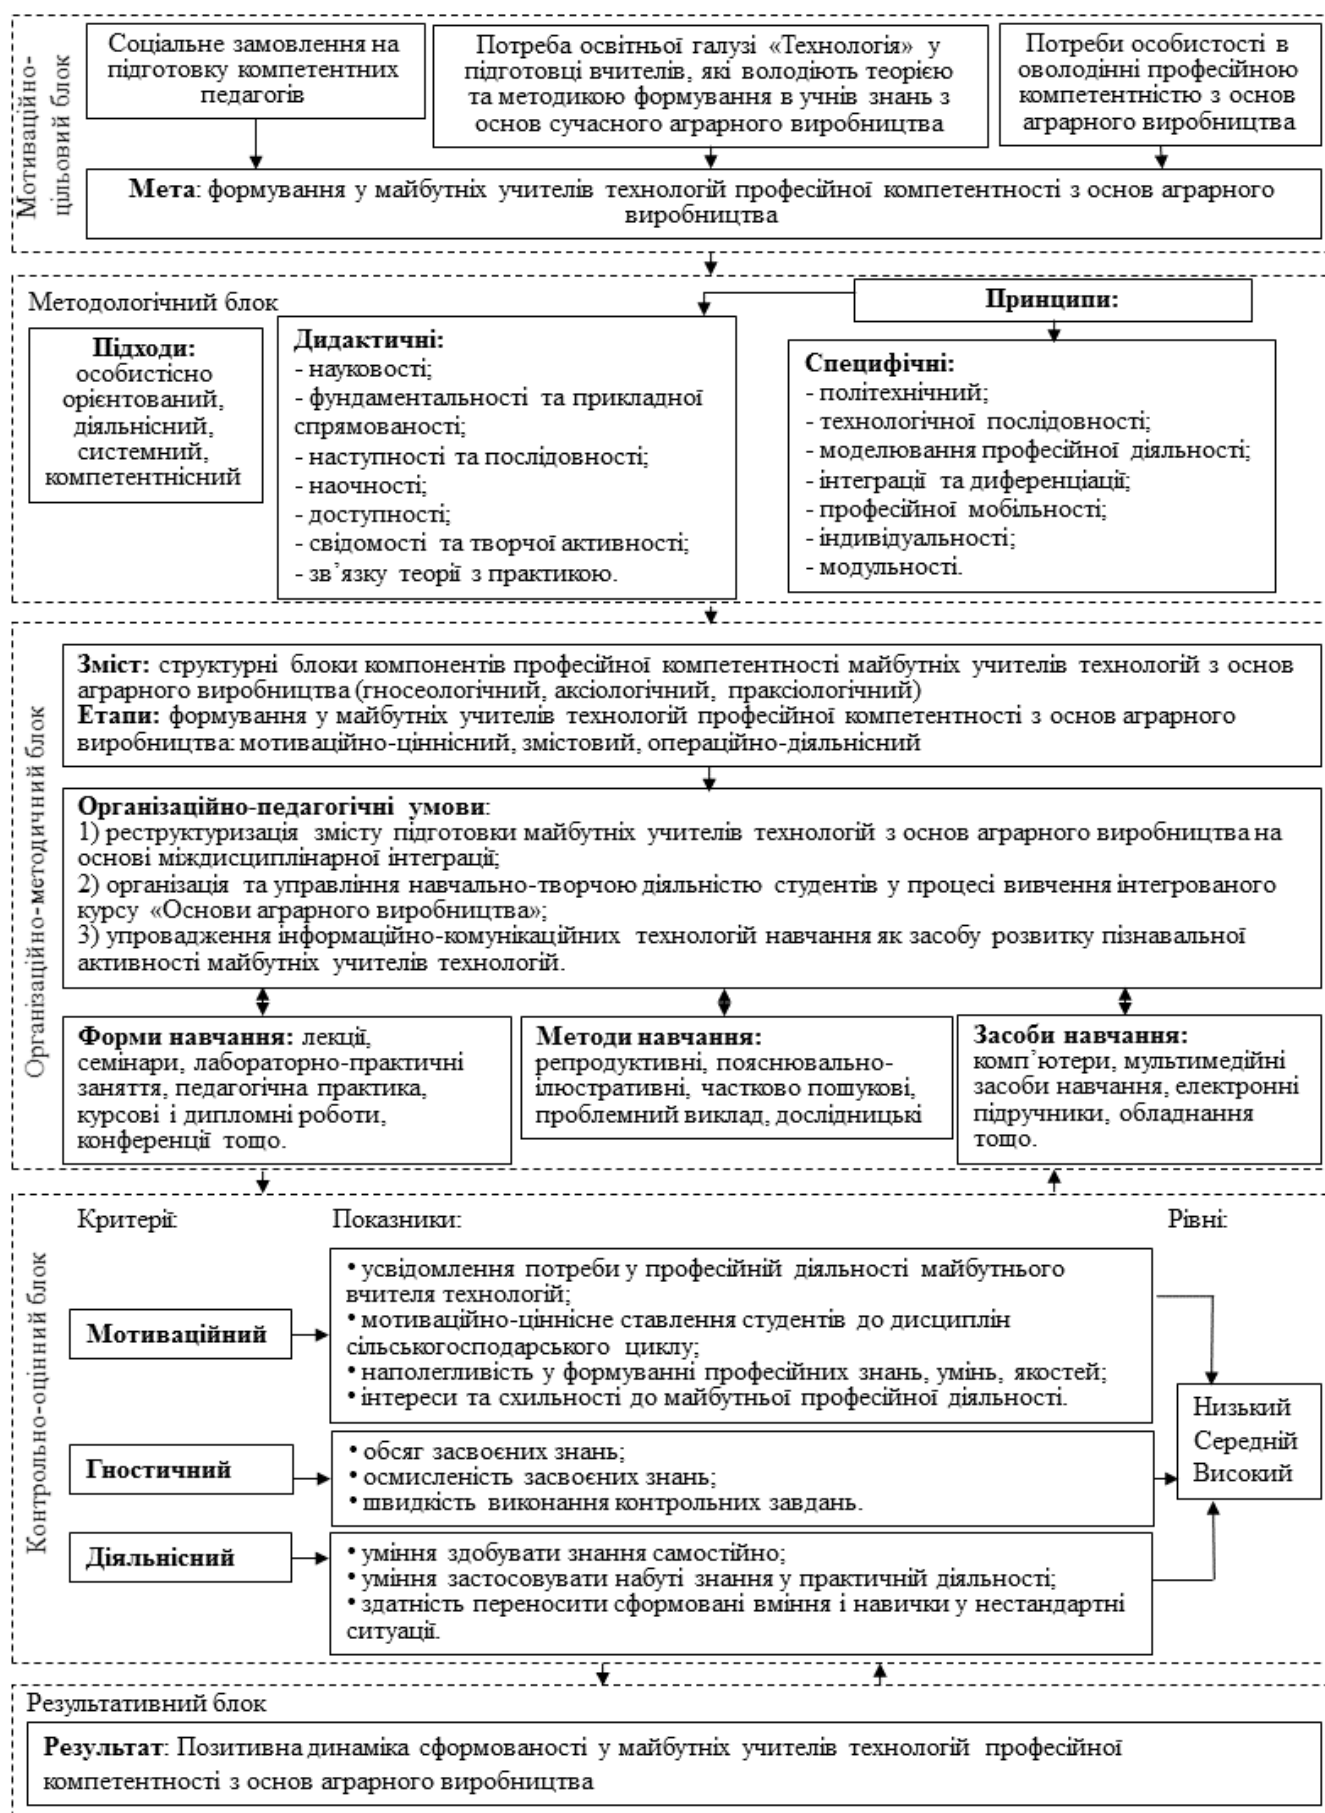 Мотиваційно-
цільовий блок
Соціальне замовлення на
підготовку компетентних
педагогів
Потреба освітньої галузі «Технологія» у
підготовці вчителів, які володіють теорією
та методикою формування в учнів знань з
основ сучасного аграрного виробництва
Потреби особистості в
оволодінні професійною
компетентністю з основ
аграрного виробництва
Мета: формування у майбутніх учителів технологій професійної компетентності з основ аграрного
виробництва
Методологічний блок
Принципи:
Підходи:
особистісно
орієнтований,
діяльнісний,
системний,
компетентнісний
Дидактичні:
- науковості;
- фундаментальності та прикладної
спрямованості;
- наступності та послідовності;
- наочності;
- доступності;
- свідомості та творчої активності;
- зв’язку теорії з практикою.
Специфічні:
- політехнічний;
- технологічної послідовності;
- моделювання професійної діяльності;
- інтеграції та диференціації;
- професійної мобільності;
- індивідуальності;
- модульності.
Організаційно-методичний блок
Зміст: структурні блоки компонентів професійної компетентності майбутніх учителів технологій з основ
аграрного виробництва (гносеологічний, аксіологічний, праксіологічний)
Етапи: формування у майбутніх учителів технологій професійної компетентності з основ аграрного
виробництва: мотиваційно-ціннісний, змістовий, операційно-діяльнісний
Організаційно-педагогічні умови:
1) реструктуризація змісту підготовки майбутніх учителів технологій з основ аграрного виробництва на
основі міждисциплінарної інтеграції;
2) організація та управління навчально-творчою діяльністю студентів у процесі вивчення інтегрованого
курсу «Основи аграрного виробництва»;
3) упровадження інформаційно-комунікаційних технологій навчання як засобу розвитку пізнавальної
активності майбутніх учителів технологій.
Форми навчання: лекції,
семінари, лабораторно-практичні
заняття, педагогічна практика,
курсові і дипломні роботи,
конференції тощо.
Методи навчання:
репродуктивні, пояснювально-
ілюстративні, частково пошукові,
проблемний виклад, дослідницькі
Засоби навчання:
комп’ютери, мультимедійні
засоби навчання, електронні
підручники, обладнання
тощо.
Контрольно-оцінний блок
Критерії:
Показники:
Рівні:
Мотиваційний
• усвідомлення потреби у професійній діяльності майбутнього
вчителя технологій;
• мотиваційно-ціннісне ставлення студентів до дисциплін
сільськогосподарського циклу;
• наполегливість у формуванні професійних знань, умінь, якостей;
• інтереси та схильності до майбутньої професійної діяльності.
Гностичний
• обсяг засвоєних знань;
• осмисленість засвоєних знань;
• швидкість виконання контрольних завдань.
Діяльнісний
• уміння здобувати знання самостійно;
• уміння застосовувати набуті знання у практичній діяльності;
• здатність переносити сформовані вміння і навички у нестандартні
ситуації.
Низький
Середній
Високий
Результативний блок
Результат: Позитивна динаміка сформованості у майбутніх учителів технологій професійної
компетентності з основ аграрного виробництва